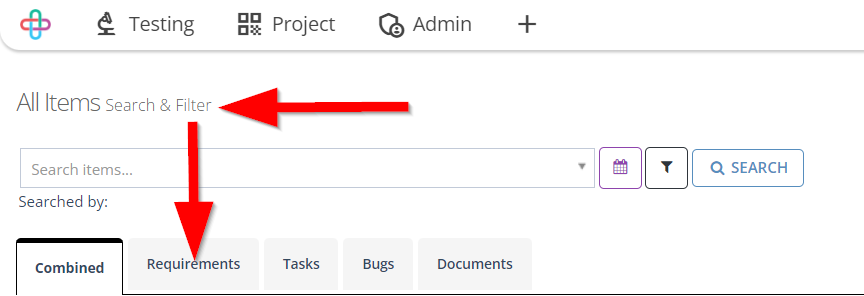 Testing Project Admin +
All Items Search & Filter
Search items... SEARCH
Searched by:
Combined Requirements Tasks Bugs Documents